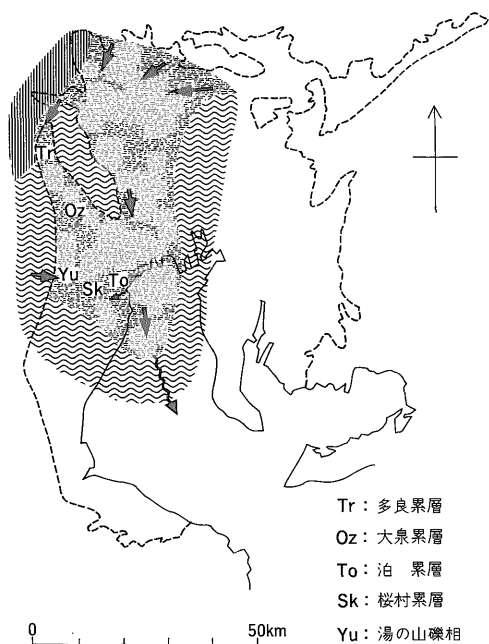 Tr
Oz
Yu
Sk
To
Tr：多良累層
Oz：大泉累層
To：泊　累層
Sk：桜村累層
Yu：湯の山礫相
0 50km